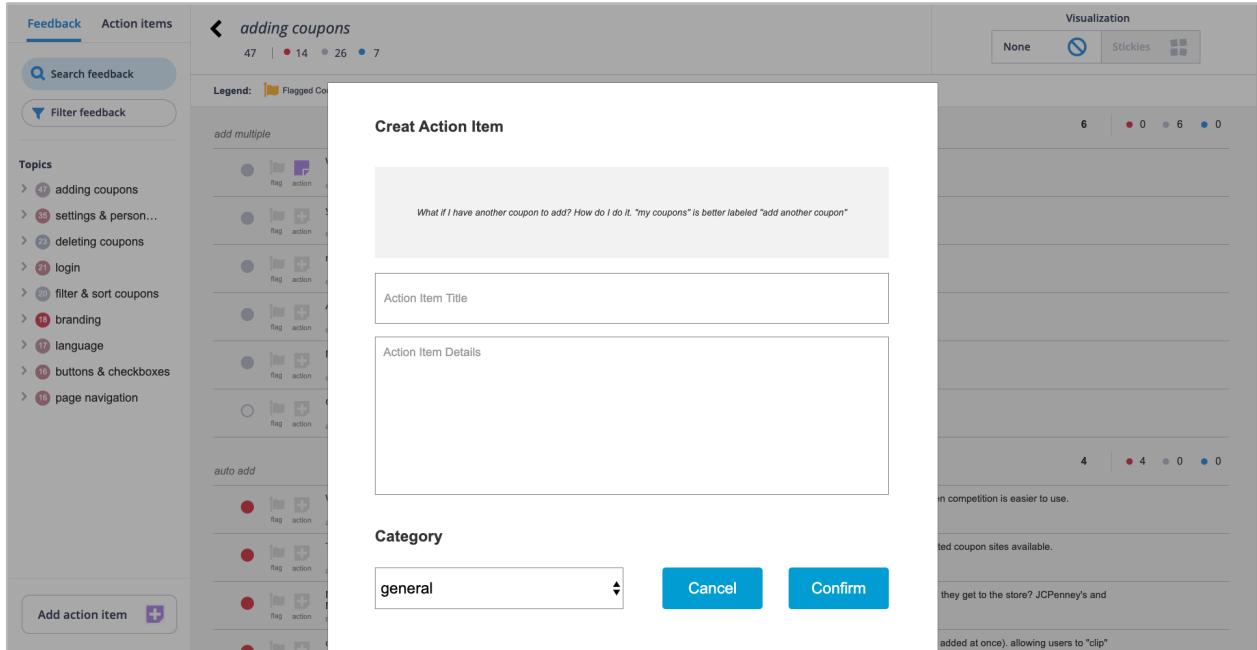 Feedback Action items
Search feedback
Filter feedback
Topics
47 adding coupons
35 settings & person...
23 deleting coupons
21 login
20 filter & sort coupons
18 branding
17 language
16 buttons & checkboxes
16 page navigation
Add action item
adding coupons
47 14 26 7
Visualization
None Stickies
Legend: Flagged Co
add multiple 6 0 6 0
flag action
flag action
flag action
flag action
flag action
flag action
auto add 4 4 0 0
flag action
n competition is easier to use.
flag action
ted coupon sites available.
flag action
they get to the store? JCPenney's and
added at once). allowing users to "clip"
Creat Action Item
What if I have another coupon to add? How do I do it. "my coupons" is better labeled "add another coupon"
Action Item Title
Action Item Details
Category
general Cancel Confirm